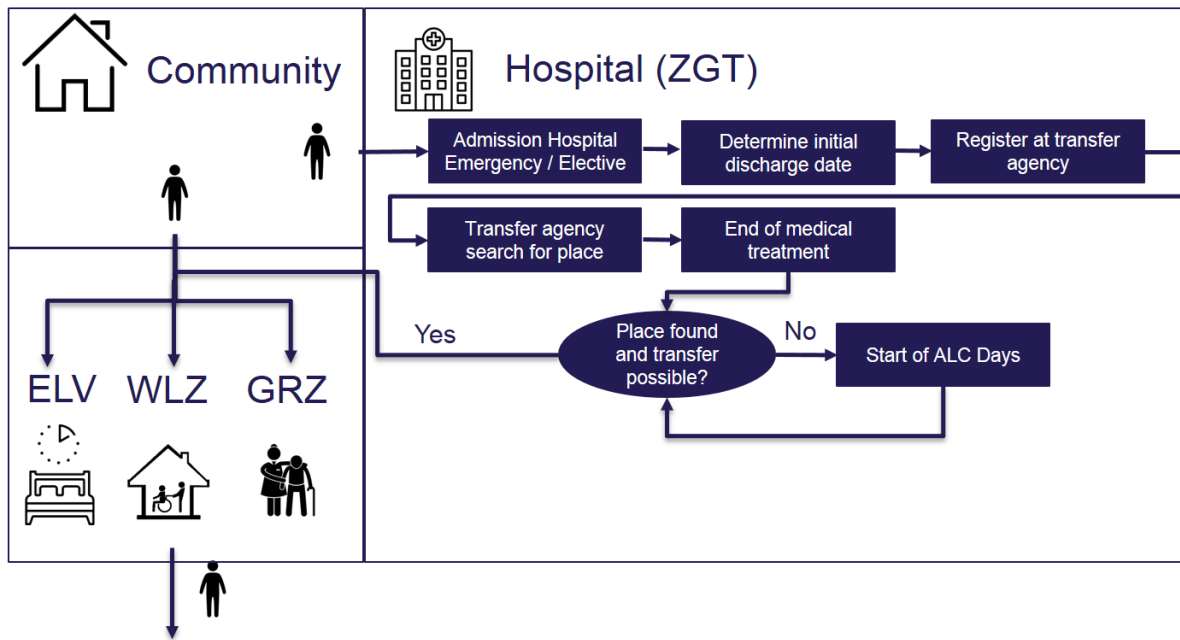 Community
Hospital (ZGT)
Admission Hospital
Emergency / Elective
Determine initial
discharge date
Register at transfer
agency
Transfer agency
search for place
End of medical
treatment
Yes
Place found
and transfer
possible?
No
Start of ALC Days
ELV
WLZ
GRZ